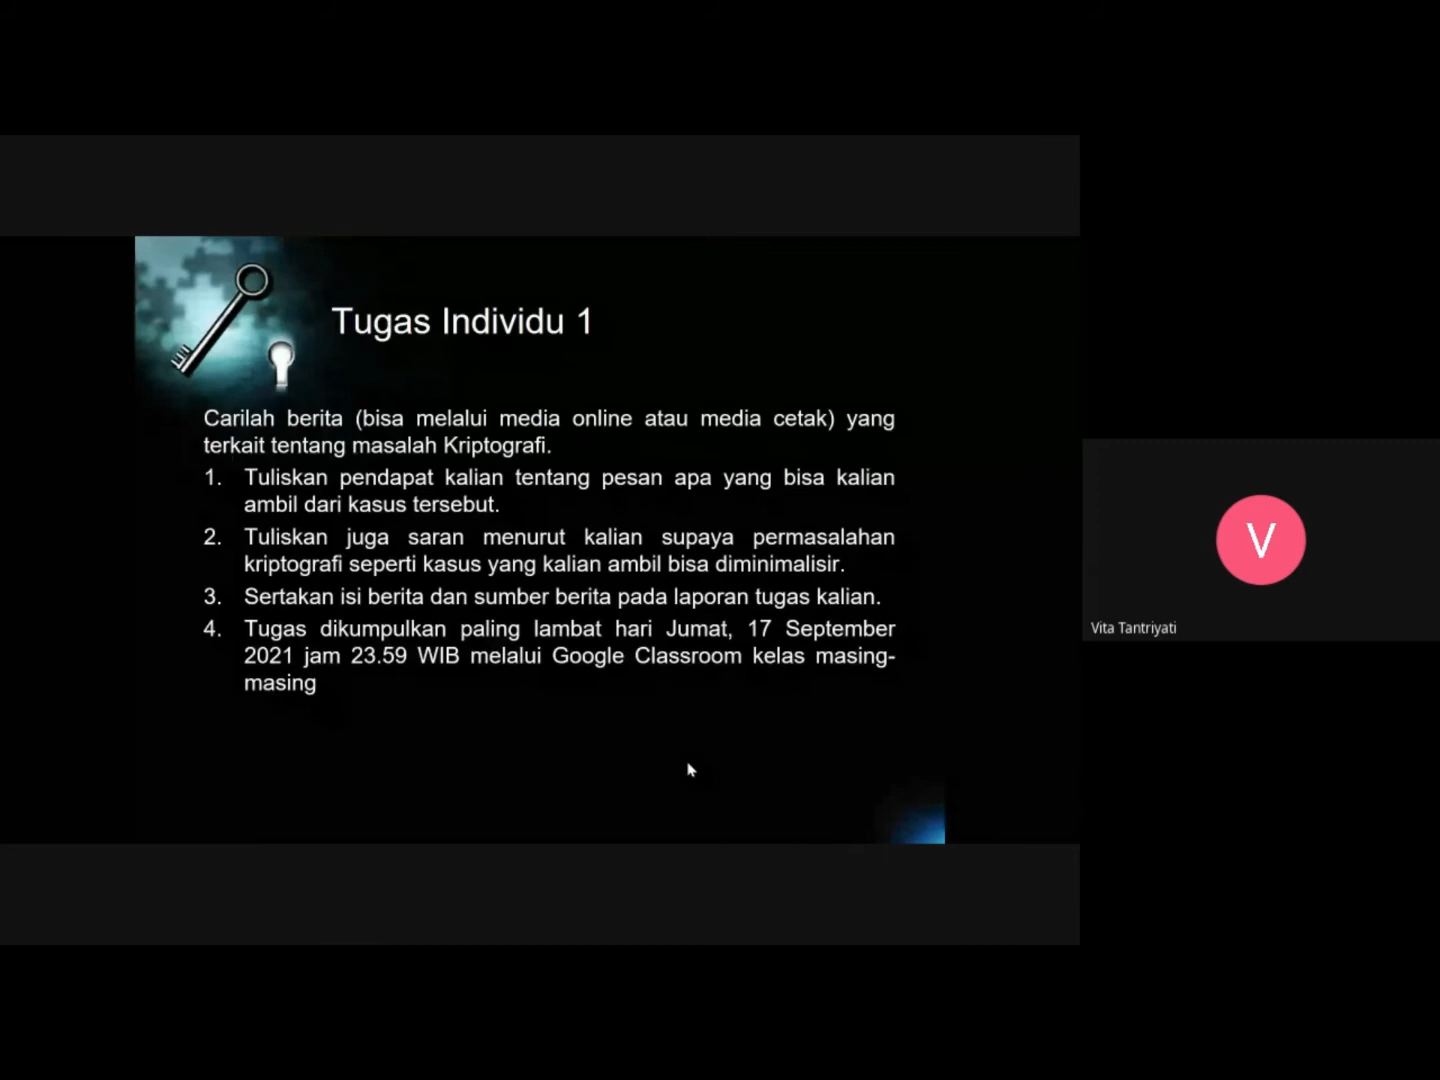 Tugas Individu 1
Carilah berita (bisa melalui media online atau media cetak) yang
terkait tentang masalah Kriptografi.
1. Tuliskan pendapat kalian tentang pesan apa yang bisa kalian
ambil dari kasus tersebut.
2. Tuliskan juga saran menurut kalian supaya permasalahan
kriptografi seperti kasus yang kalian ambil bisa diminimalisir.
3. Sertakan isi berita dan sumber berita pada laporan tugas kalian.
4. Tugas dikumpulkan paling lambat hari Jumat, 17 September
2021 jam 23.59 WIB melalui Google Classroom kelas masing-
masing
V
Vita Tantriyati